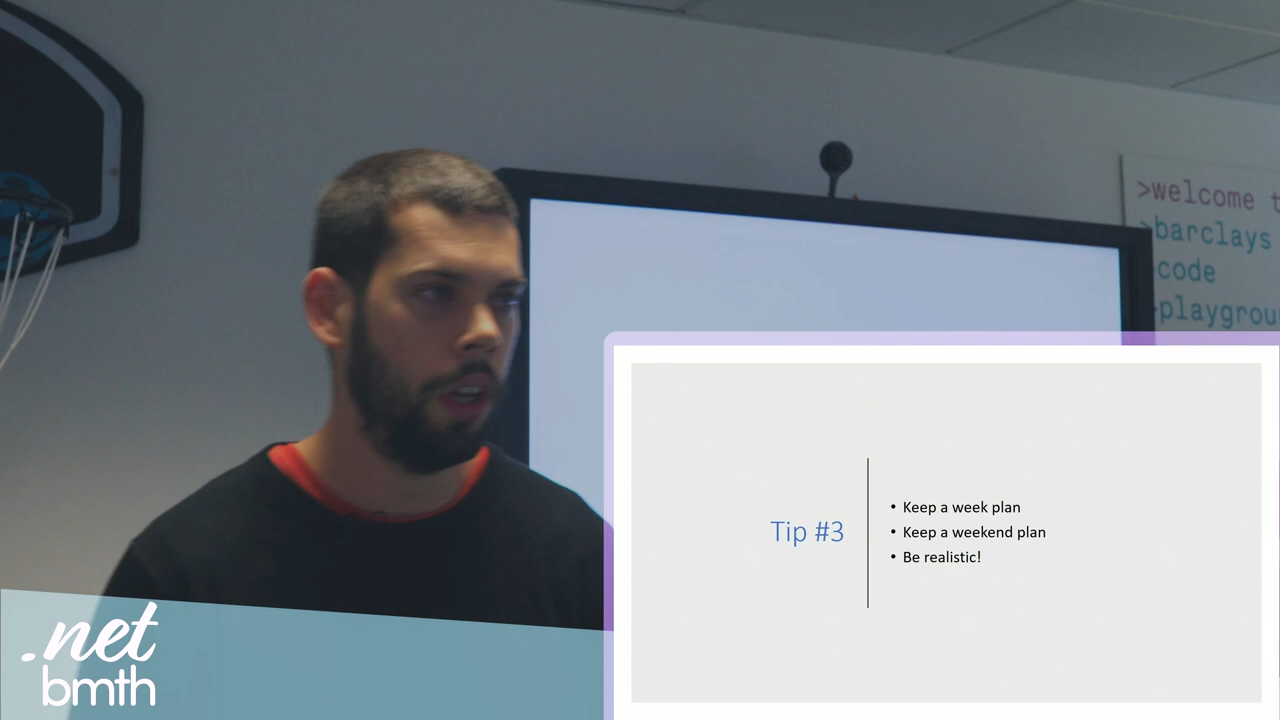 >welcome t
>barclays
>code
>playgrou
Tip #3
• Keep a week plan
• Keep a weekend plan
• Be realistic!
.net
bmth